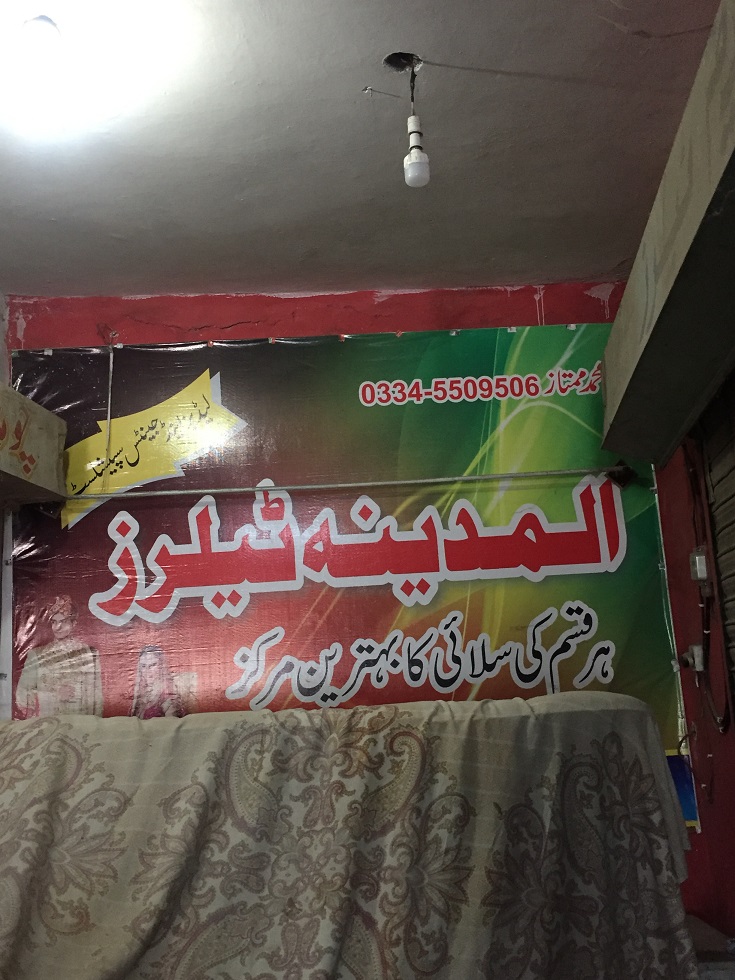 محمد ممتاز 0334-5509506
لیڈیز اینڈ جینٹس سپیشلسٹ
المدینہ ٹیلرز
ہر قسم کی سلائی کا بہترین مرکز